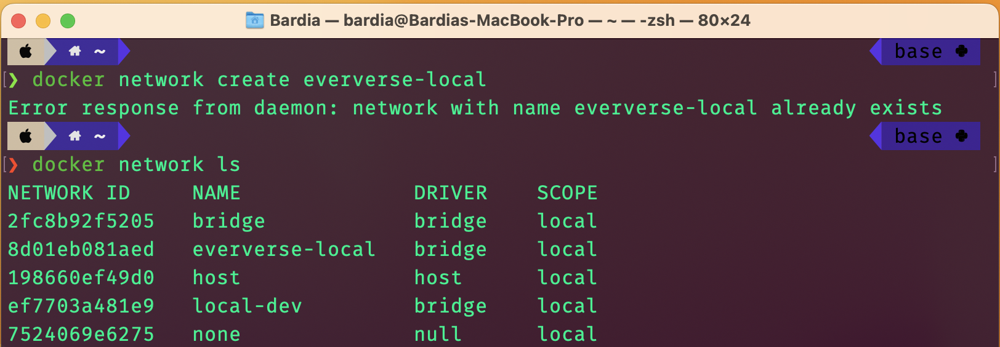 Bardia — bardia@Bardias-MacBook-Pro — ~ — -zsh — 80×24
~ base
[❯ docker network create eververse-local ]
Error response from daemon: network with name eververse-local already exists
~ base
[❯ docker network ls ]
NETWORK ID NAME DRIVER SCOPE
2fc8b92f5205 bridge bridge local
8d01eb081aed eververse-local bridge local
198660ef49d0 host host local
ef7703a481e9 local-dev bridge local
7524069e6275 none null local